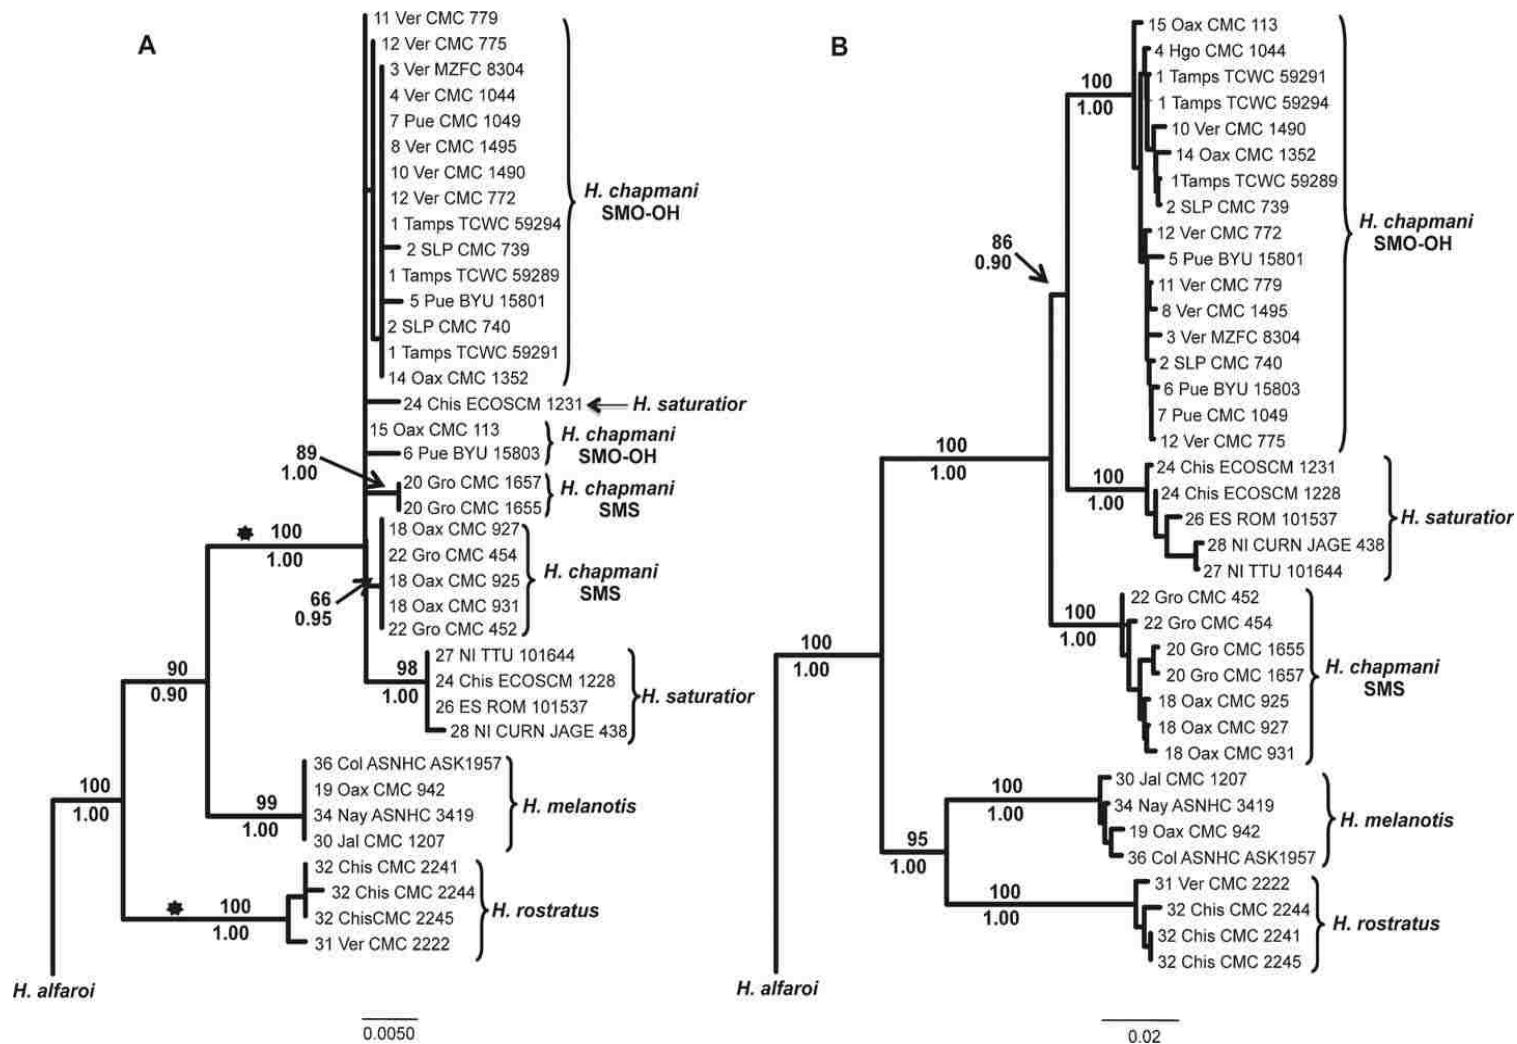 A
11 Ver CMC 779
12 Ver CMC 775
3 Ver MZFC 8304
4 Ver CMC 1044
7 Pue CMC 1049
8 Ver CMC 1495
10 Ver CMC 1490
12 Ver CMC 772
1 Tamps TCWC 59294
2 SLP CMC 739
1 Tamps TCWC 59289
5 Pue BYU 15801
2 SLP CMC 740
1 Tamps TCWC 59291
14 Oax CMC 1352
H. chapmani
SMO-OH
24 Chis ECOSCM 1231
H. saturatior
15 Oax CMC 113
6 Pue BYU 15803
H. chapmani
SMO-OH
89
1.00
20 Gro CMC 1657
20 Gro CMC 1655
H. chapmani
SMS
100
1.00
18 Oax CMC 927
22 Gro CMC 454
18 Oax CMC 925
18 Oax CMC 931
22 Gro CMC 452
H. chapmani
SMS
66
0.95
27 NI TTU 101644
24 Chis ECOSCM 1228
26 ES ROM 101537
28 NI CURN JAGE 438
H. saturatior
98
1.00
90
0.90
36 Col ASNHC ASK1957
19 Oax CMC 942
34 Nay ASNHC 3419
30 Jal CMC 1207
H. melanotis
99
1.00
100
1.00
32 Chis CMC 2241
32 Chis CMC 2244
32 ChisCMC 2245
31 Ver CMC 2222
H. rostratus
100
1.00
H. alfaroi
0.0050
B
15 Oax CMC 113
4 Hgo CMC 1044
1 Tamps TCWC 59291
1 Tamps TCWC 59294
10 Ver CMC 1490
14 Oax CMC 1352
1Tamps TCWC 59289
2 SLP CMC 739
12 Ver CMC 772
5 Pue BYU 15801
11 Ver CMC 779
8 Ver CMC 1495
3 Ver MZFC 8304
2 SLP CMC 740
6 Pue BYU 15803
7 Pue CMC 1049
12 Ver CMC 775
H. chapmani
SMO-OH
100
1.00
86
0.90
100
1.00
24 Chis ECOSCM 1231
24 Chis ECOSCM 1228
26 ES ROM 101537
28 NI CURN JAGE 438
27 NI TTU 101644
H. saturatior
100
1.00
22 Gro CMC 452
22 Gro CMC 454
20 Gro CMC 1655
20 Gro CMC 1657
18 Oax CMC 925
18 Oax CMC 927
18 Oax CMC 931
H. chapmani
SMS
100
1.00
100
1.00
30 Jal CMC 1207
34 Nay ASNHC 3419
19 Oax CMC 942
36 Col ASNHC ASK1957
H. melanotis
100
1.00
95
1.00
31 Ver CMC 2222
32 Chis CMC 2244
32 Chis CMC 2241
32 Chis CMC 2245
H. rostratus
100
1.00
H. alfaroi
0.02